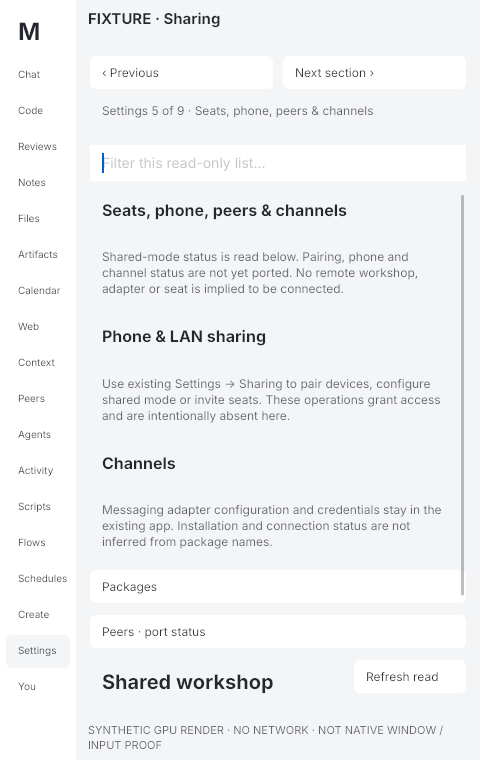 M
Chat
Code
Reviews
Notes
Files
Artifacts
Calendar
Web
Context
Peers
Agents
Activity
Scripts
Flows
Schedules
Create
Settings
You
FIXTURE · Sharing
‹ Previous
Next section ›
Settings 5 of 9 · Seats, phone, peers & channels
Filter this read-only list...
Seats, phone, peers & channels
Shared-mode status is read below. Pairing, phone and
channel status are not yet ported. No remote workshop,
adapter or seat is implied to be connected.
Phone & LAN sharing
Use existing Settings → Sharing to pair devices, configure
shared mode or invite seats. These operations grant access
and are intentionally absent here.
Channels
Messaging adapter configuration and credentials stay in the
existing app. Installation and connection status are not
inferred from package names.
Packages
Peers · port status
Shared workshop
Refresh read
SYNTHETIC GPU RENDER · NO NETWORK · NOT NATIVE WINDOW /
INPUT PROOF